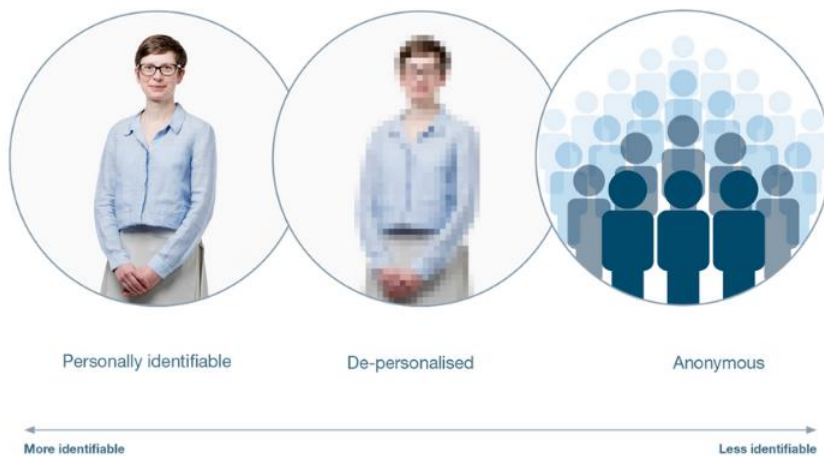 Personally identifiable
De-personalised
Anonymous
More identifiable
Less identifiable